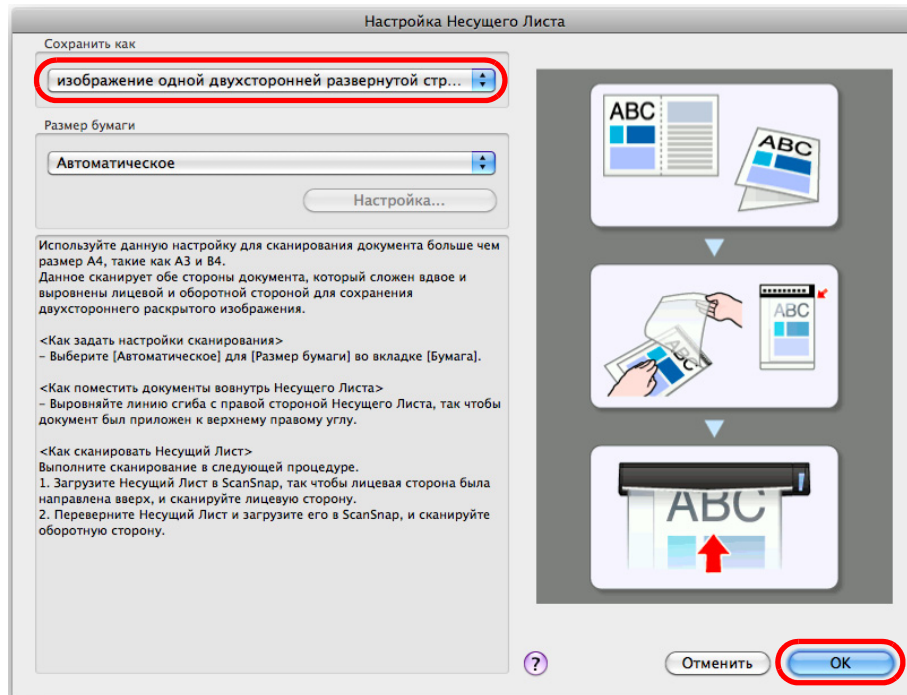 Настройка Несущего Листа
Сохранить как
изображение одной двухсторонней развернутой стр...
Размер бумаги
Автоматическое
Настройка...
Используйте данную настройку для сканирования документа больше чем
размер А4, такие как А3 и В4.
Данное сканирует обе стороны документа, который сложен вдвое и
выровнены лицевой и оборотной стороной для сохранения
двухстороннего раскрытого изображения.
<Как задать настройки сканирования>
– Выберите [Автоматическое] для [Размер бумаги] во вкладке [Бумага].
<Как поместить документы вовнутрь Несущего Листа>
– Выровняйте линию сгиба с правой стороной Несущего Листа, так чтобы
документ был приложен к верхнему правому углу.
<Как сканировать Несущий Лист>
Выполните сканирование в следующей процедуре.
1. Загрузите Несущий Лист в ScanSnap, так чтобы лицевая сторона была
направлена вверх, и сканируйте лицевую сторону.
2. Переверните Несущий Лист и загрузите его в ScanSnap, и сканируйте
оборотную сторону.
ABC
ABC
ABC
ABC
?
Отменить
OK